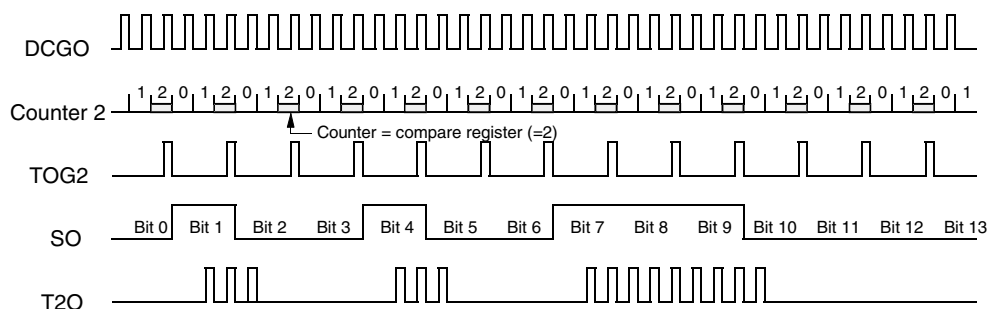 DCGO
Counter 2 1 2 0 1 2 0 1 2 0 1 2 0 1 2 0 1 2 0 1 2 0 1 2 0 1 2 0 1 2 0 1 2 0 1 2 0 1 2 0 1
Counter = compare register (=2)
TOG2
SO Bit 0 Bit 1 Bit 2 Bit 3 Bit 4 Bit 5 Bit 6 Bit 7 Bit 8 Bit 9 Bit 10 Bit 11 Bit 12 Bit 13
T2O